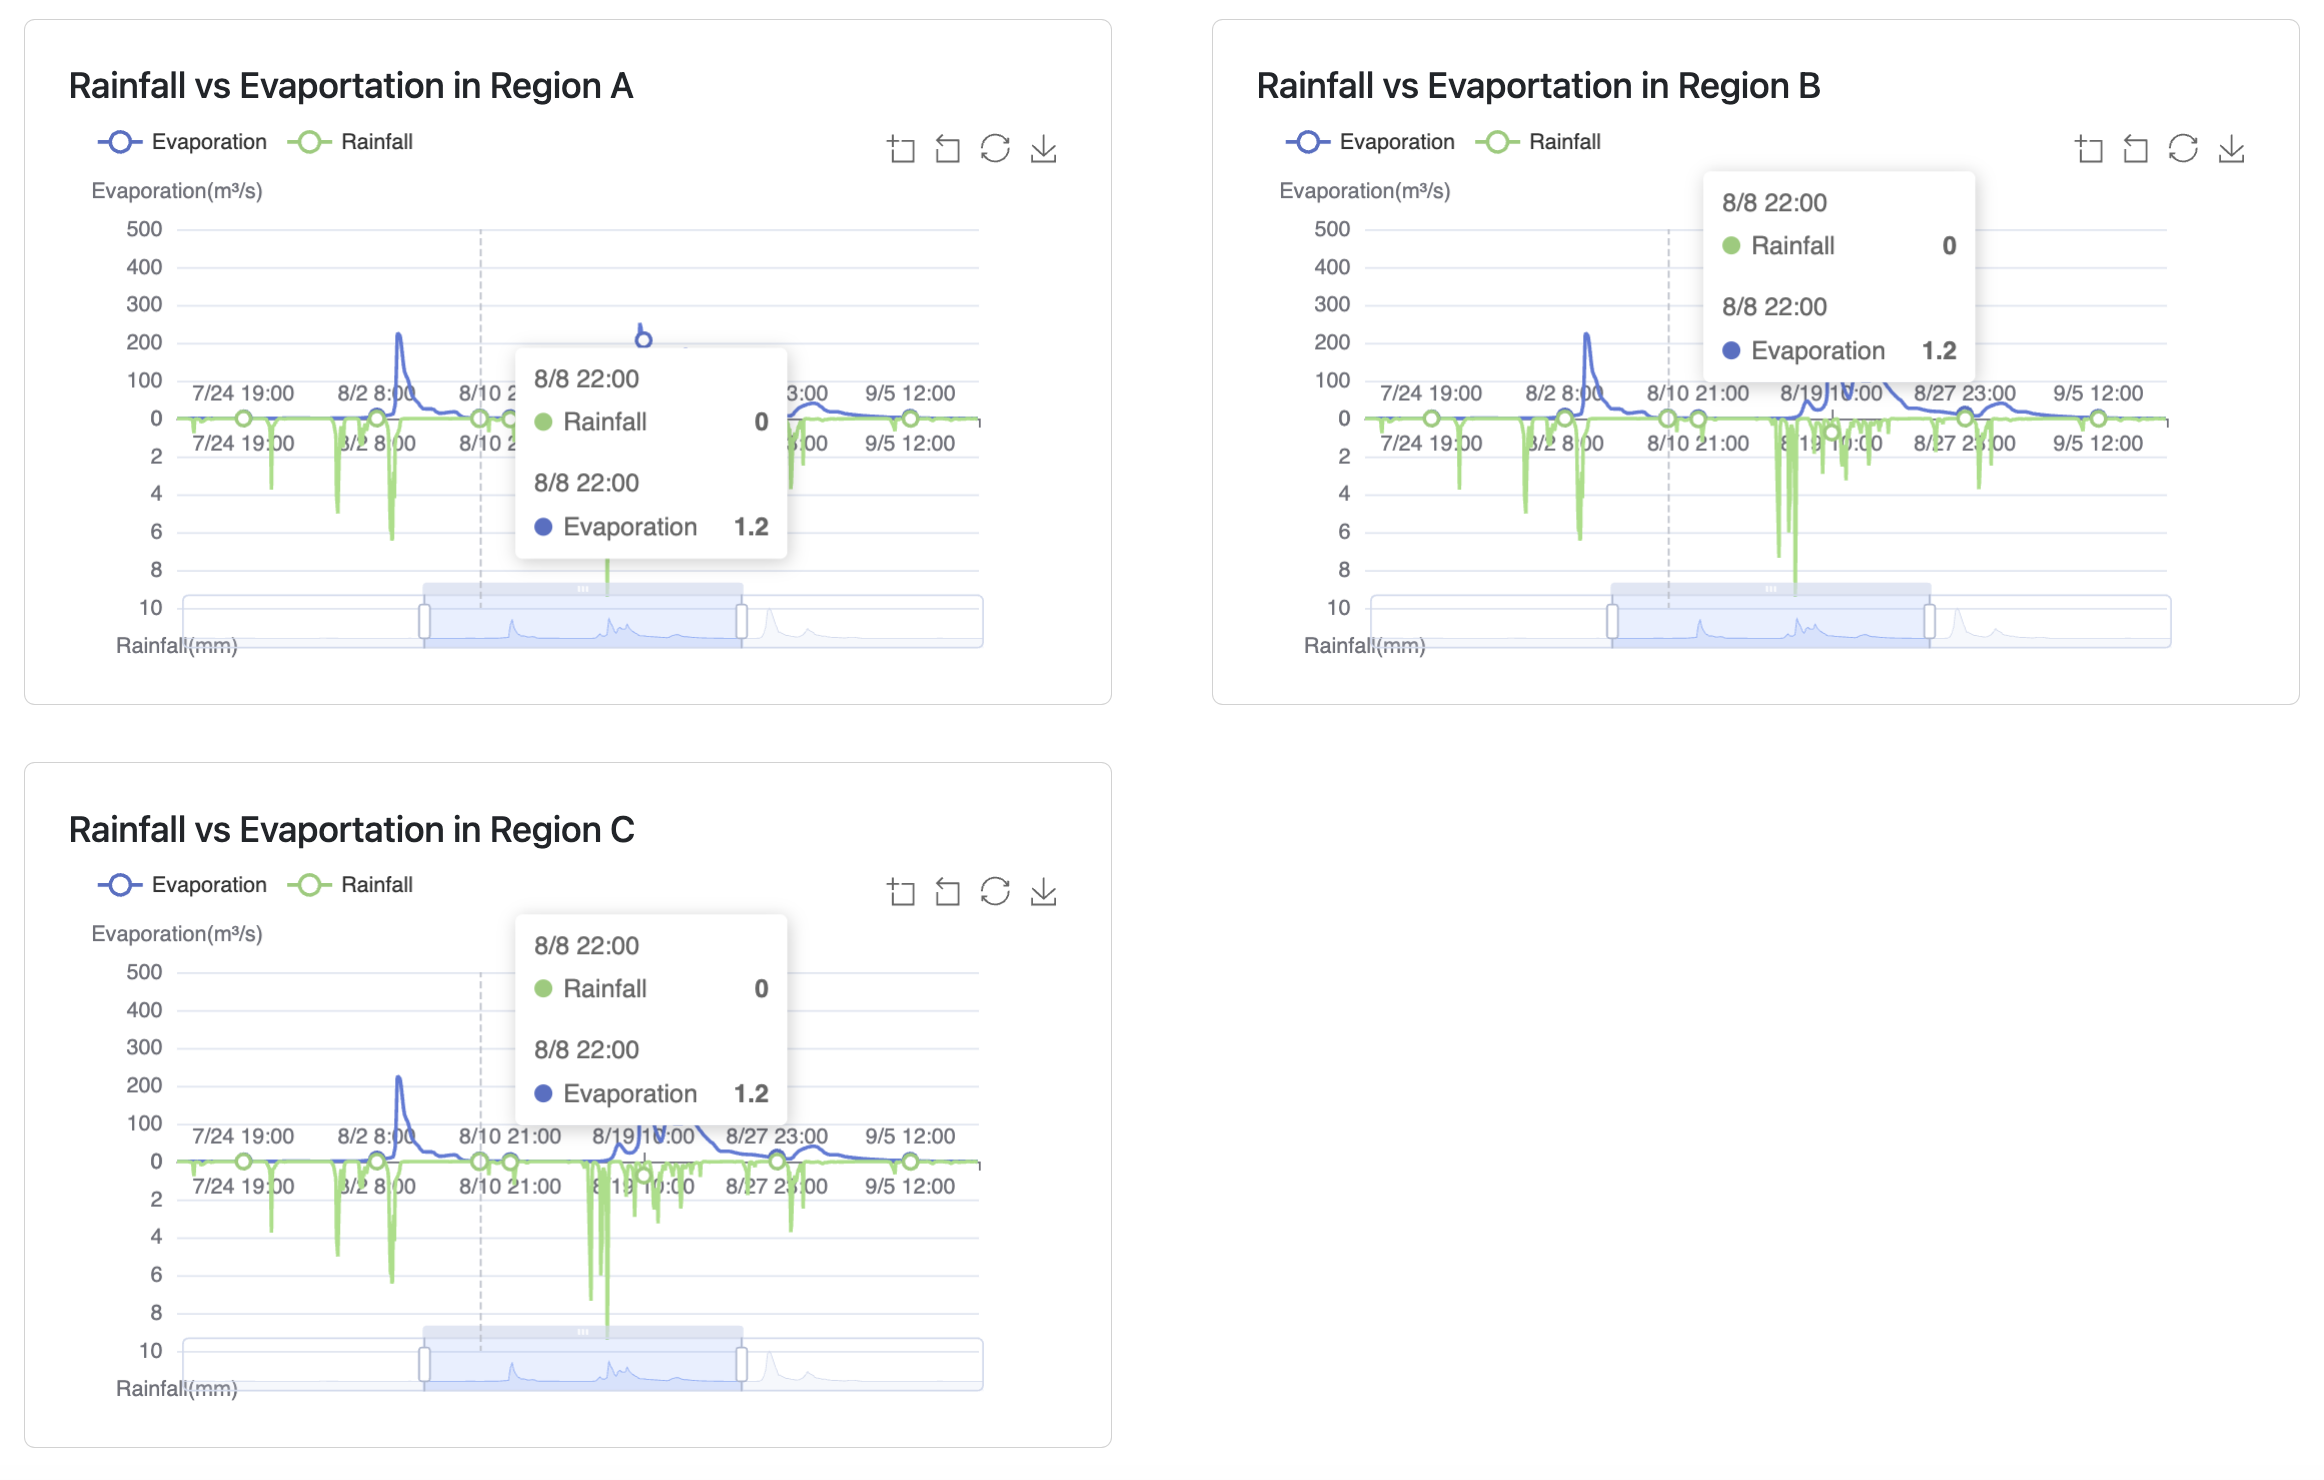 Rainfall vs Evaportation in Region A
Evaporation Rainfall
Evaporation(m³/s)
500
400
300
200
100
7/24 19:00 8/2 8:00 8/10 2 3:00 9/5 12:00
0
7/24 19:00 8/2 8:00 8/10 2 3:00 9/5 12:00
2
4
6
8
10
Rainfall(mm)
8/8 22:00
Rainfall 0
8/8 22:00
Evaporation 1.2
Rainfall vs Evaportation in Region B
Evaporation Rainfall
Evaporation(m³/s)
500
400
300
200
100
7/24 19:00 8/2 8:00 8/10 21:00 8/19 10:00 8/27 23:00 9/5 12:00
0
7/24 19:00 8/2 8:00 8/10 21:00 8/19 10:00 8/27 23:00 9/5 12:00
2
4
6
8
10
Rainfall(mm)
8/8 22:00
Rainfall 0
8/8 22:00
Evaporation 1.2
Rainfall vs Evaportation in Region C
Evaporation Rainfall
Evaporation(m³/s)
500
400
300
200
100
7/24 19:00 8/2 8:00 8/10 21:00 8/19 10:00 8/27 23:00 9/5 12:00
0
7/24 19:00 8/2 8:00 8/10 21:00 8/19 10:00 8/27 23:00 9/5 12:00
2
4
6
8
10
Rainfall(mm)
8/8 22:00
Rainfall 0
8/8 22:00
Evaporation 1.2